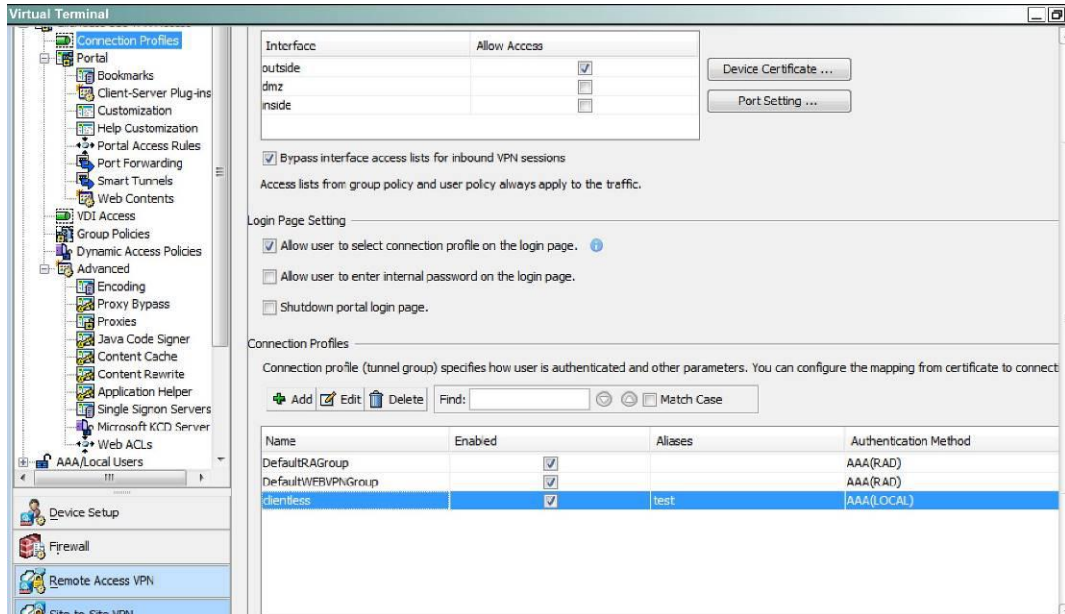 Virtual Terminal
Connection Profiles
Portal
Bookmarks
Client-Server Plug-ins
Customization
Help Customization
Portal Access Rules
Port Forwarding
Smart Tunnels
Web Contents
VDI Access
Group Policies
Dynamic Access Policies
Advanced
Encoding
Proxy Bypass
Proxies
Java Code Signer
Content Cache
Content Rewrite
Application Helper
Single Signon Servers
Microsoft KCD Server
Web ACLs
AAA/Local Users
Device Setup
Firewall
Remote Access VPN
Site-to-Site VPN
Interface Allow Access
outside
dmz
inside
Device Certificate ...
Port Setting ...
Bypass interface access lists for inbound VPN sessions
Access lists from group policy and user policy always apply to the traffic.
Login Page Setting
Allow user to select connection profile on the login page.
Allow user to enter internal password on the login page.
Shutdown portal login page.
Connection Profiles
Connection profile (tunnel group) specifies how user is authenticated and other parameters. You can configure the mapping from certificate to connect
Add Edit Delete Find: Match Case
Name Enabled Aliases Authentication Method
DefaultRAGroup AAA(RAD)
DefaultWEBVPNGroup AAA(RAD)
clientless test AAA(LOCAL)